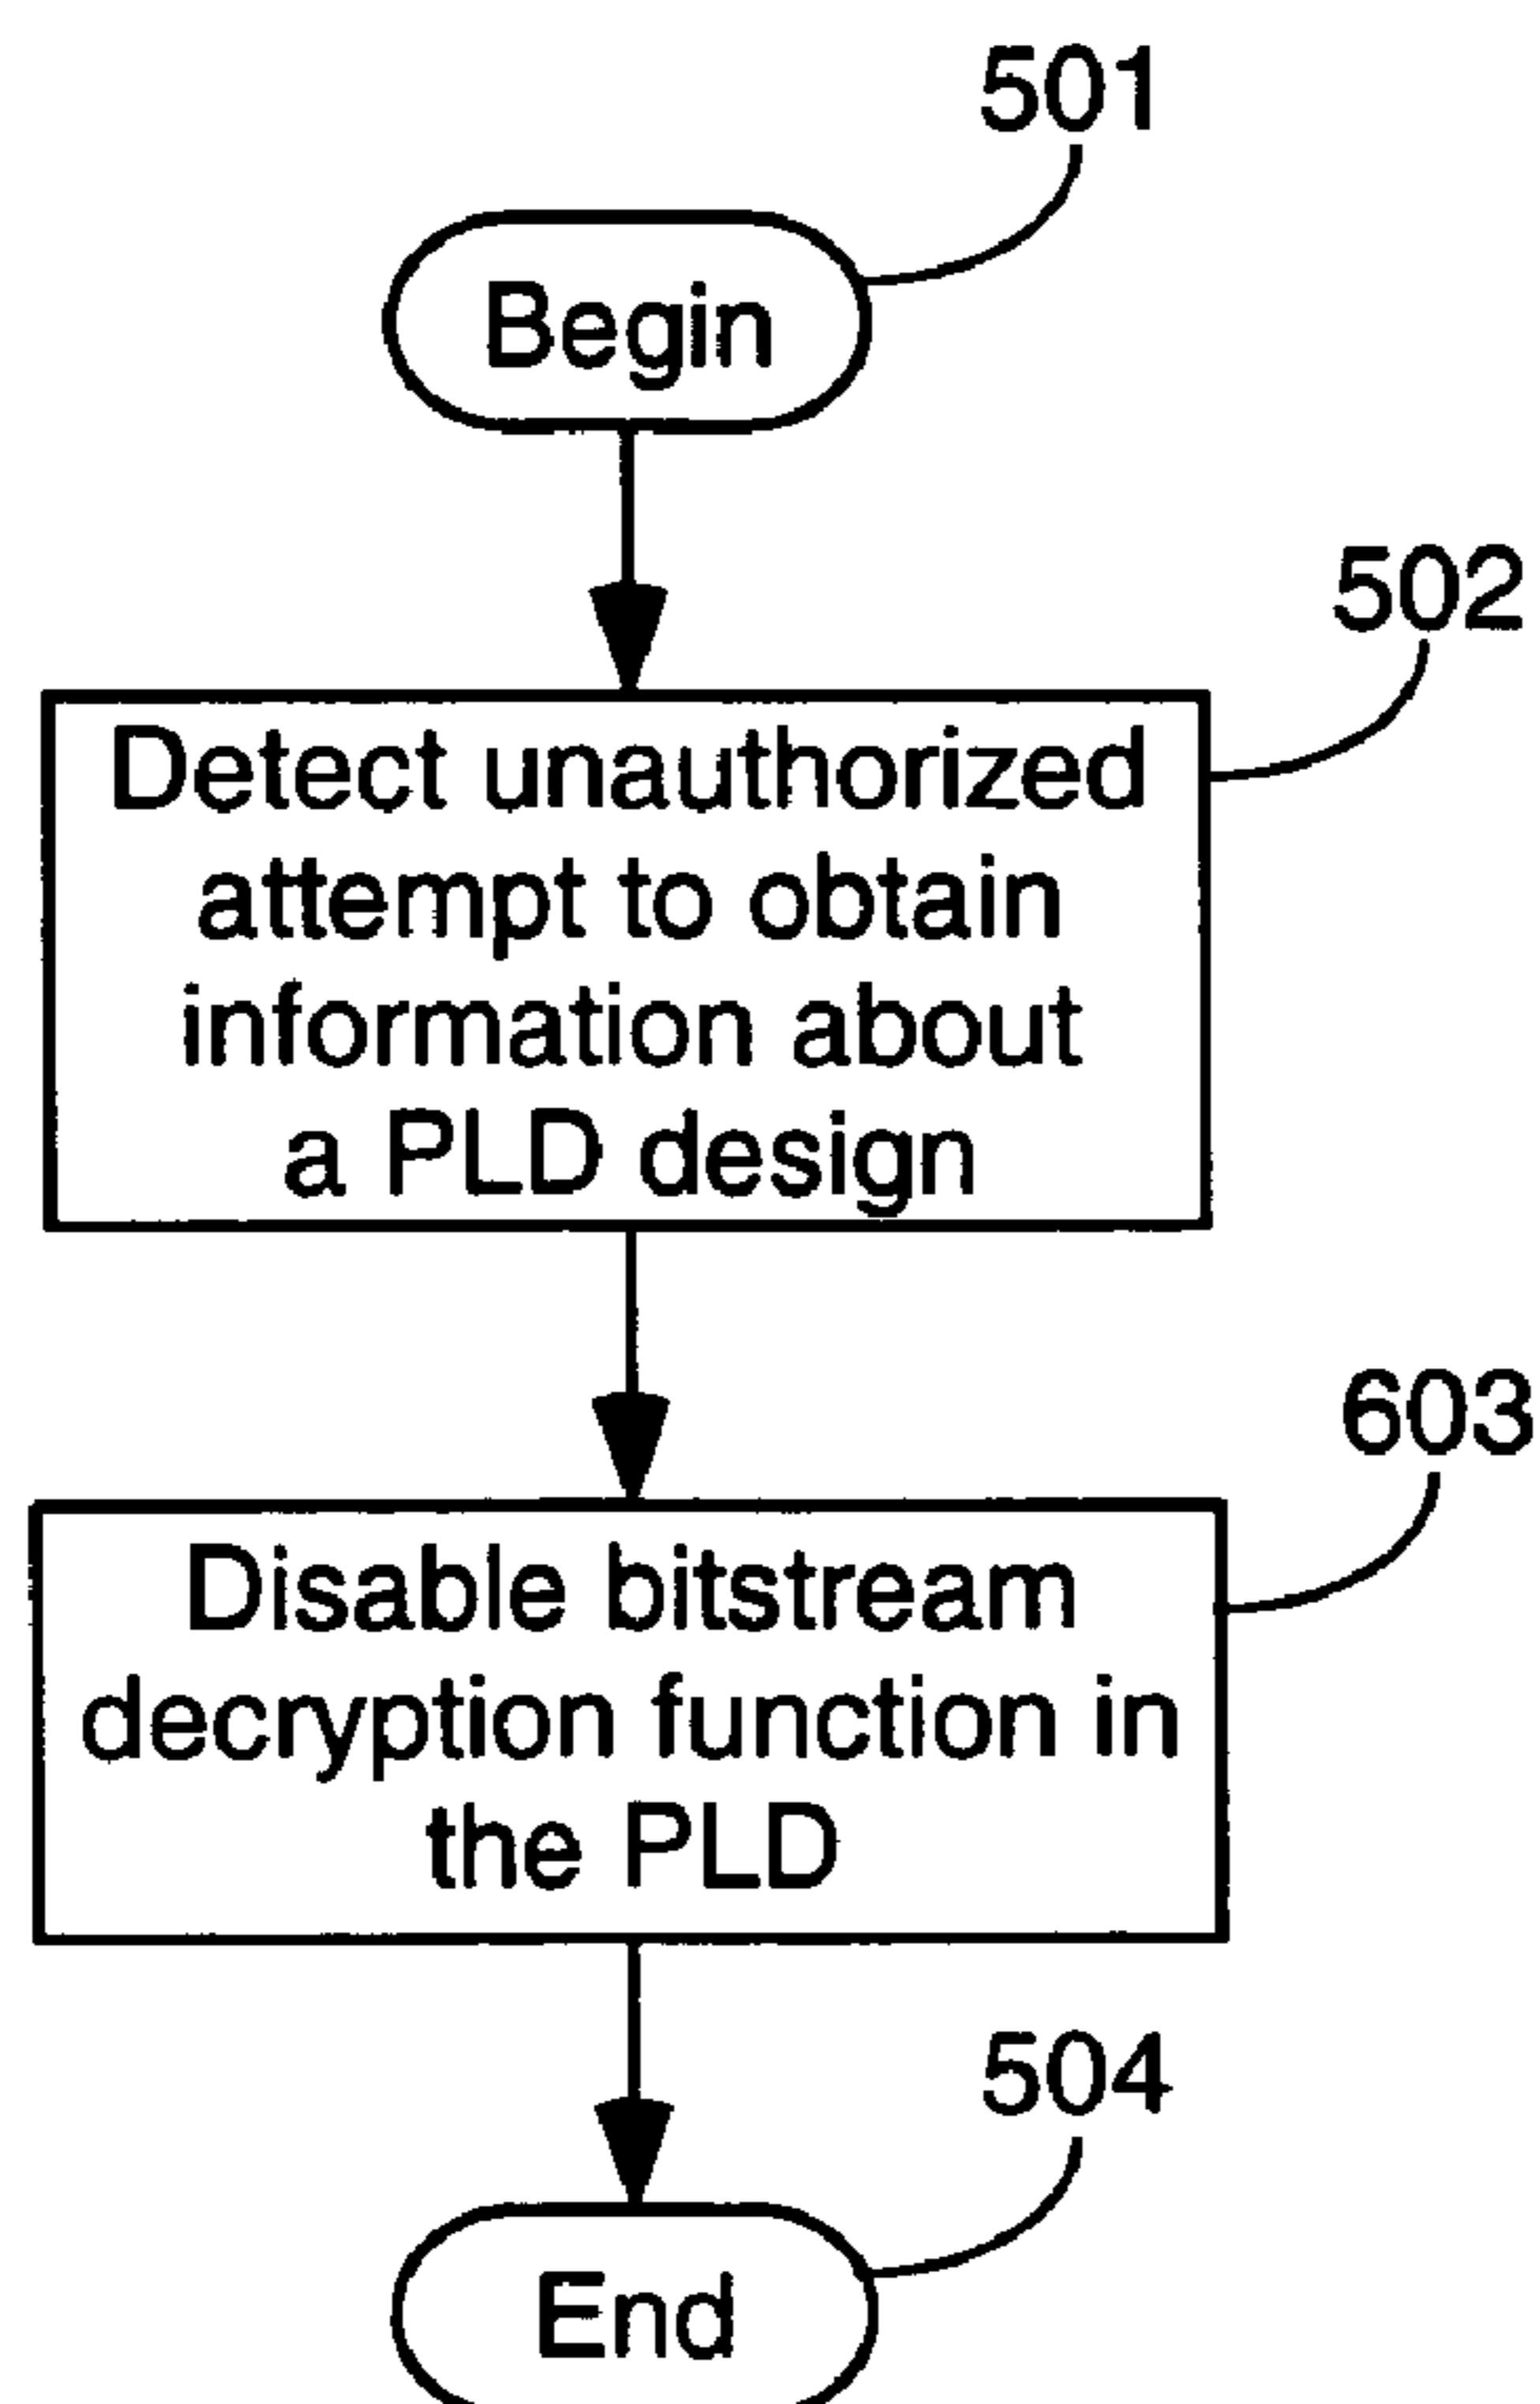 501
Begin
502
Detect unauthorized
attempt to obtain
information about
a PLD design
603
Disable bitstream
decryption function in
the PLD
504
End